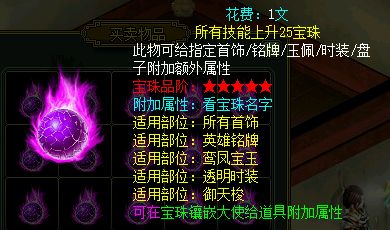 花费：1文
买卖物品
所有技能上升25宝珠
此物可给指定首饰/铭牌/玉佩/时装/盘
子附加额外属性
宝珠品阶：★★★★★
附加属性：看宝珠名字
适用部位：所有首饰
适用部位：英雄铭牌
适用部位：鸾凤宝玉
适用部位：透明时装
适用部位：御天梭
可在宝珠镶嵌大使给道具附加属性